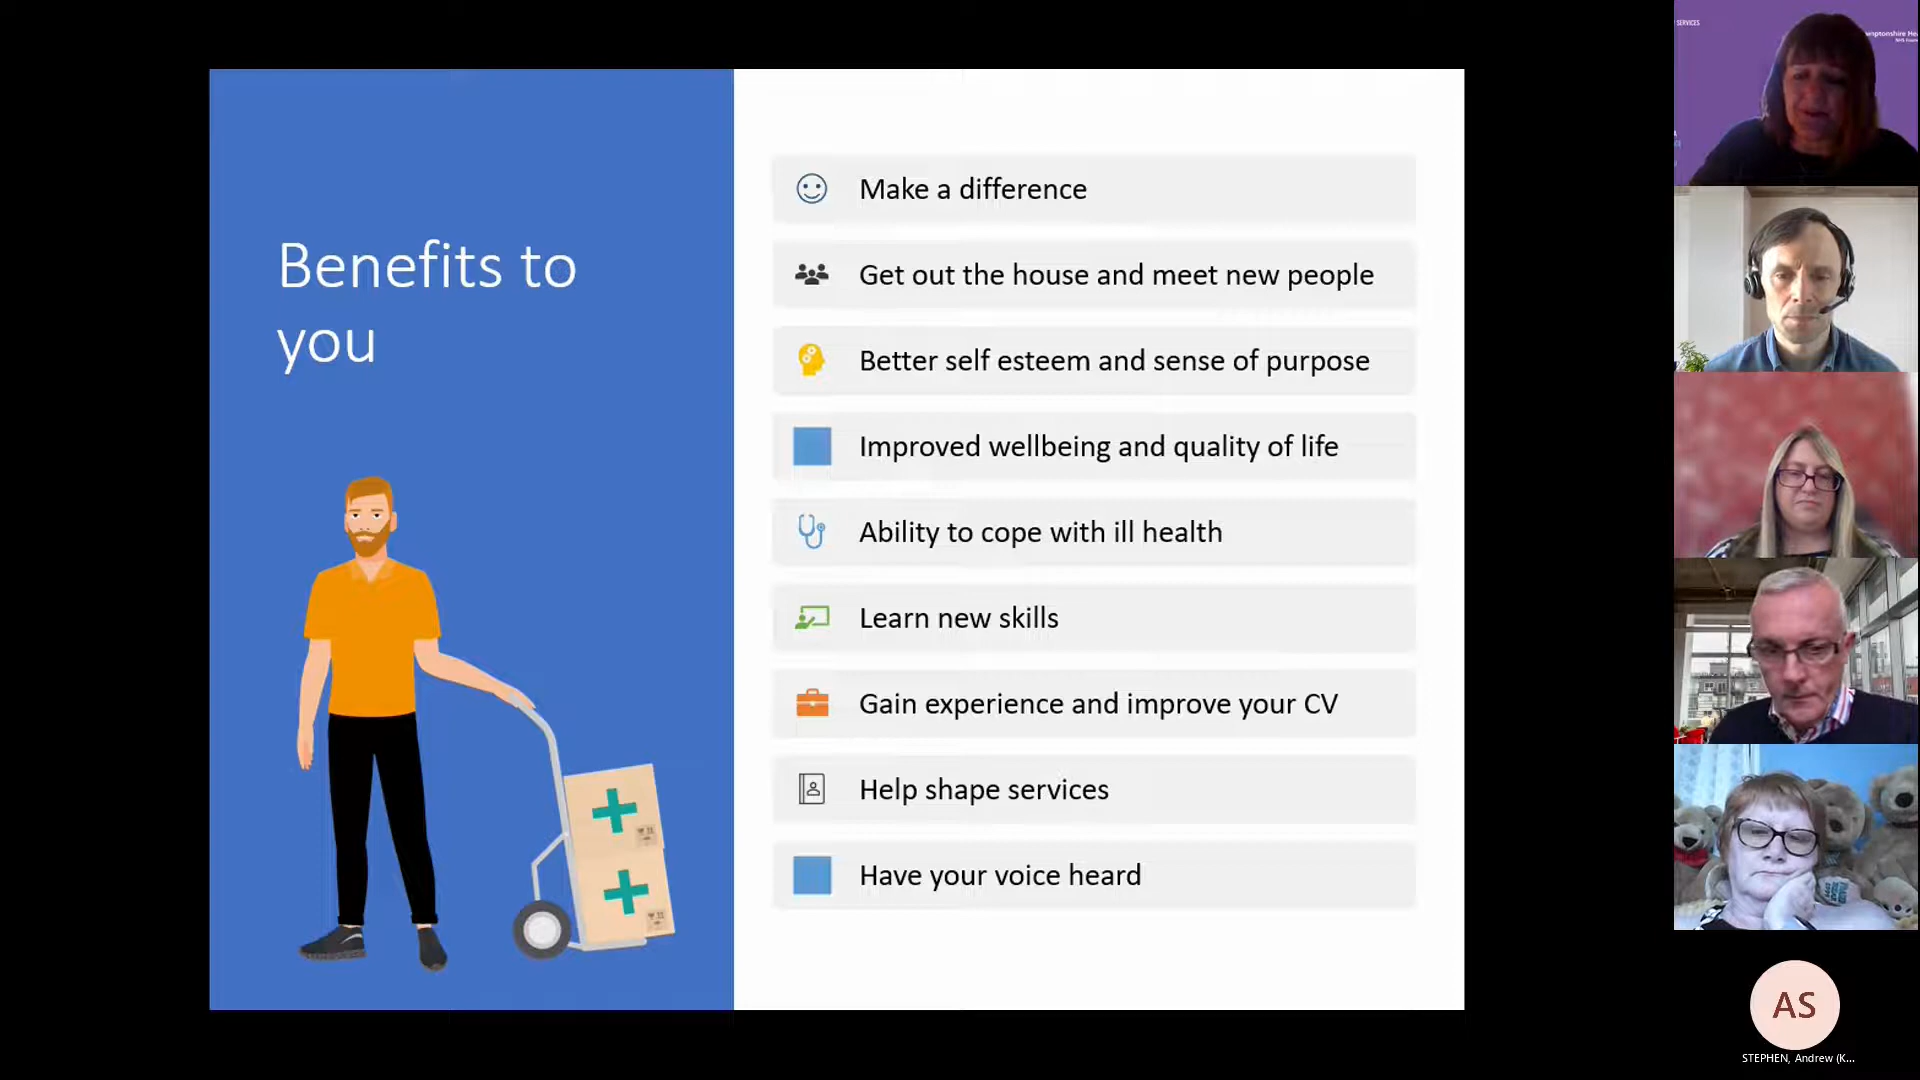 Benefits to
you
Make a difference
Get out the house and meet new people
Better self esteem and sense of purpose
Improved wellbeing and quality of life
Ability to cope with ill health
Learn new skills
Gain experience and improve your CV
Help shape services
Have your voice heard
SERVICES
AS
STEPHEN, Andrew (K...